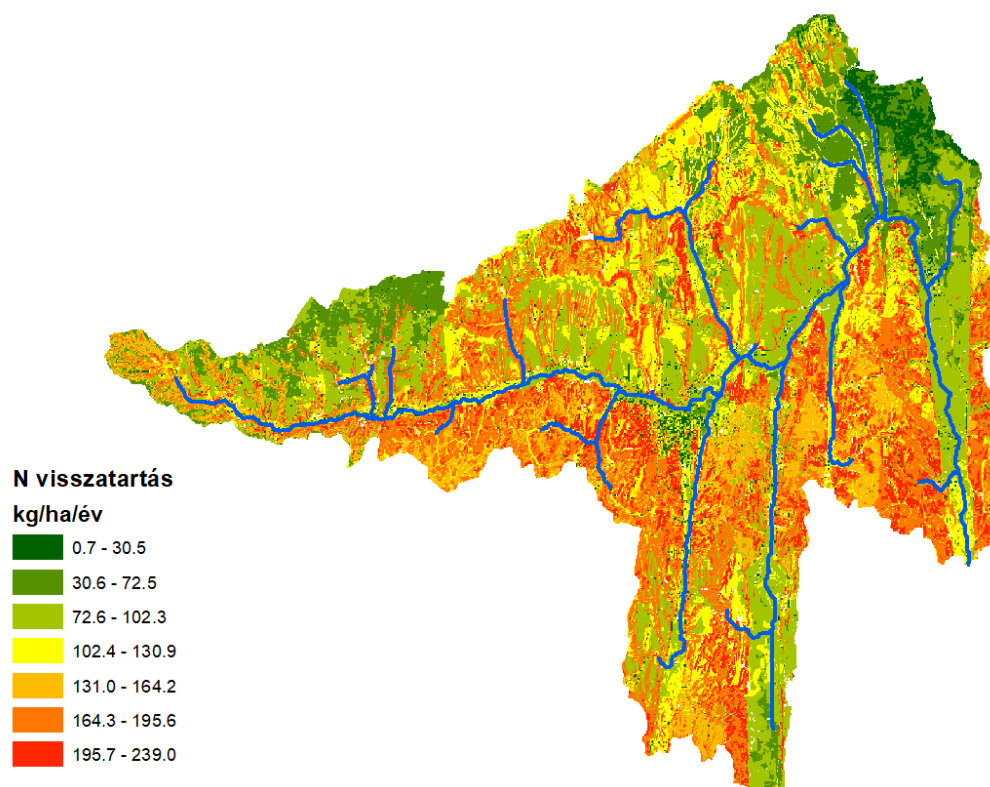 N visszatartás
kg/ha/év
0.7 - 30.5
30.6 - 72.5
72.6 - 102.3
102.4 - 130.9
131.0 - 164.2
164.3 - 195.6
195.7 - 239.0